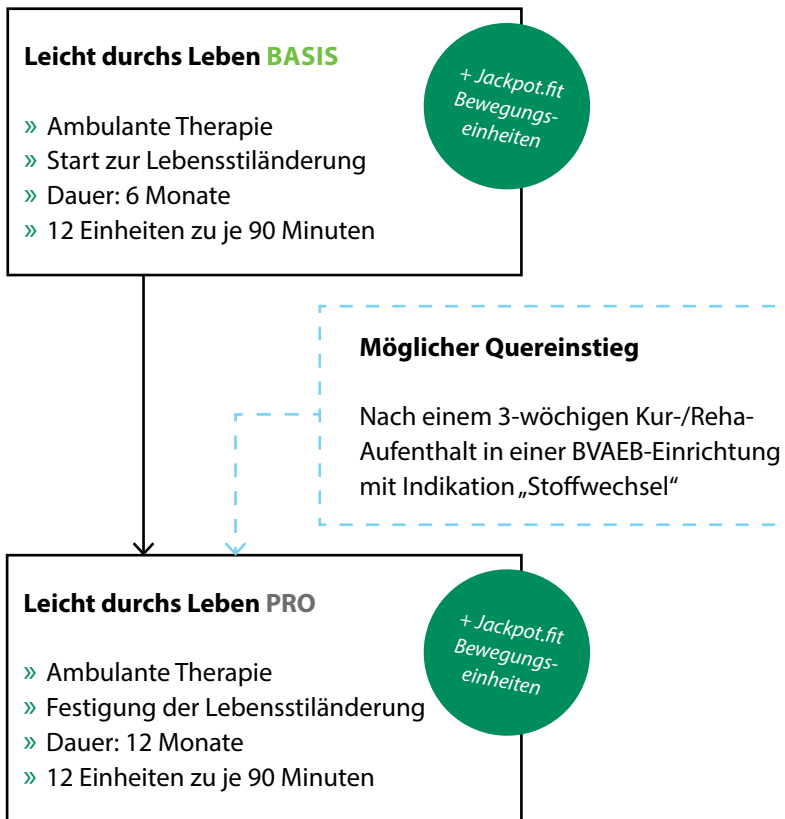 Leicht durchs Leben BASIS
» Ambulante Therapie
» Start zur Lebensstiländerung
» Dauer: 6 Monate
» 12 Einheiten zu je 90 Minuten
+ Jackpot.fit
Bewegungs-
einheiten
Möglicher Quereinstieg
Nach einem 3-wöchigen Kur-/Reha-
Aufenthalt in einer BVAEB-Einrichtung
mit Indikation „Stoffwechsel“
Leicht durchs Leben PRO
» Ambulante Therapie
» Festigung der Lebensstiländerung
» Dauer: 12 Monate
» 12 Einheiten zu je 90 Minuten
+ Jackpot.fit
Bewegungs-
einheiten